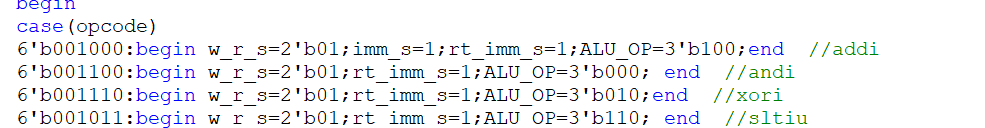 begin
case(opcode)
6'b001000:begin w_r_s=2'b01;imm_s=1;rt_imm_s=1;ALU_OP=3'b100;end  //addi
6'b001100:begin w_r_s=2'b01;rt_imm_s=1;ALU_OP=3'b000; end  //andi
6'b001110:begin w_r_s=2'b01;rt_imm_s=1;ALU_OP=3'b010;end  //xori
6'b001011:begin w_r_s=2'b01;rt_imm_s=1;ALU_OP=3'b110; end  //sltiu